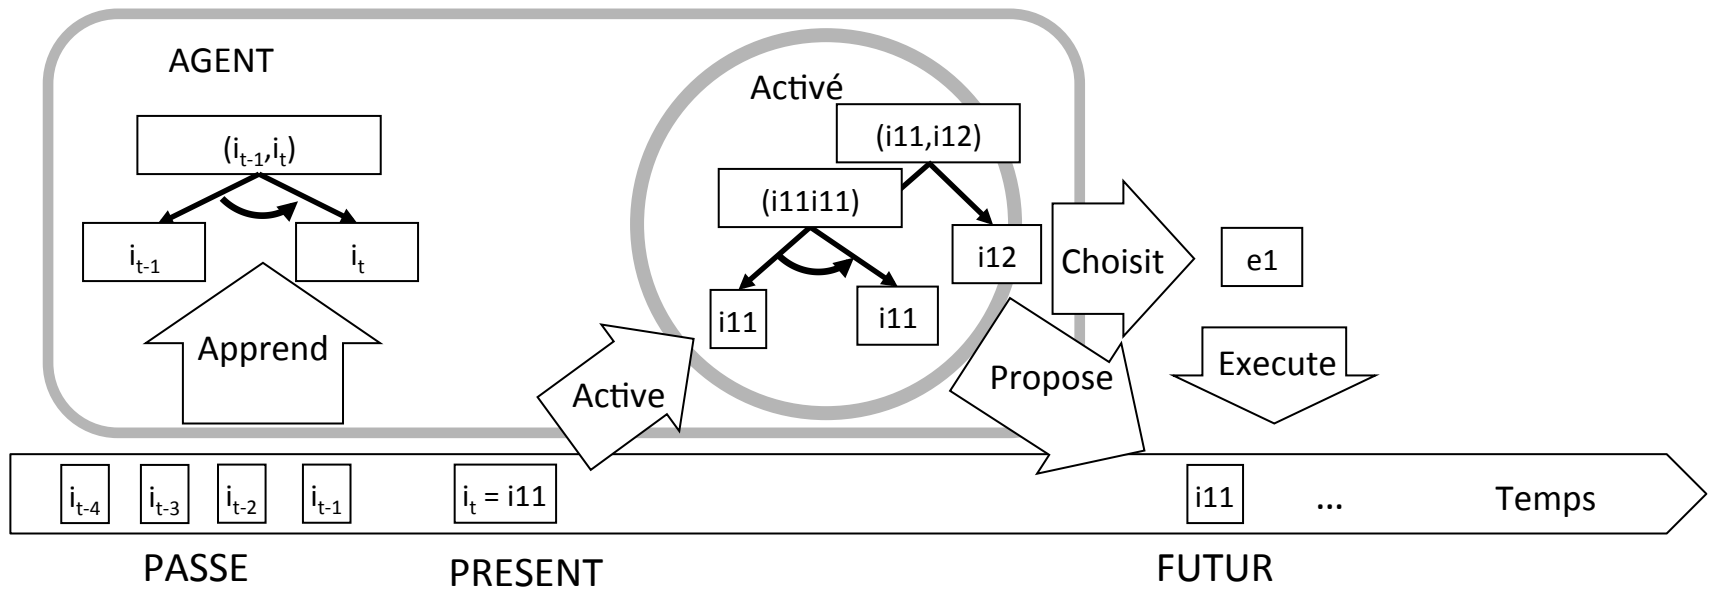 AGENT
Activé
(i11,i12)
(iₜ₋₁,iₜ)
(i11i11)
iₜ₋₁
iₜ
i12
Choisit
e1
i11
i11
Apprend
Active
Propose
Execute
iₜ₋₄
iₜ₋₃
iₜ₋₂
iₜ₋₁
iₜ = i11
i11
...
Temps
PASSE
PRESENT
FUTUR